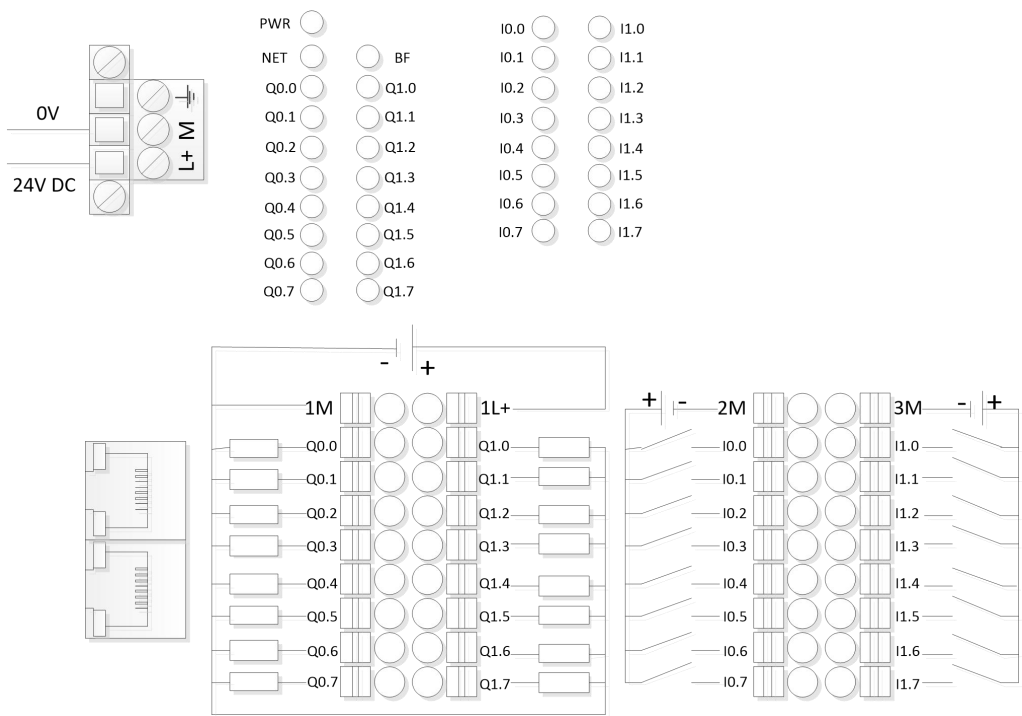 PWR
NET BF
Q0.0 Q1.0
Q0.1 Q1.1
Q0.2 Q1.2
Q0.3 Q1.3
Q0.4 Q1.4
Q0.5 Q1.5
Q0.6 Q1.6
Q0.7 Q1.7
I0.0 I1.0
I0.1 I1.1
I0.2 I1.2
I0.3 I1.3
I0.4 I1.4
I0.5 I1.5
I0.6 I1.6
I0.7 I1.7
0V
24V DC
L+ M
- +
1M 1L+
Q0.0 Q1.0
Q0.1 Q1.1
Q0.2 Q1.2
Q0.3 Q1.3
Q0.4 Q1.4
Q0.5 Q1.5
Q0.6 Q1.6
Q0.7 Q1.7
+ - 2M 3M - +
I0.0 I1.0
I0.1 I1.1
I0.2 I1.2
I0.3 I1.3
I0.4 I1.4
I0.5 I1.5
I0.6 I1.6
I0.7 I1.7